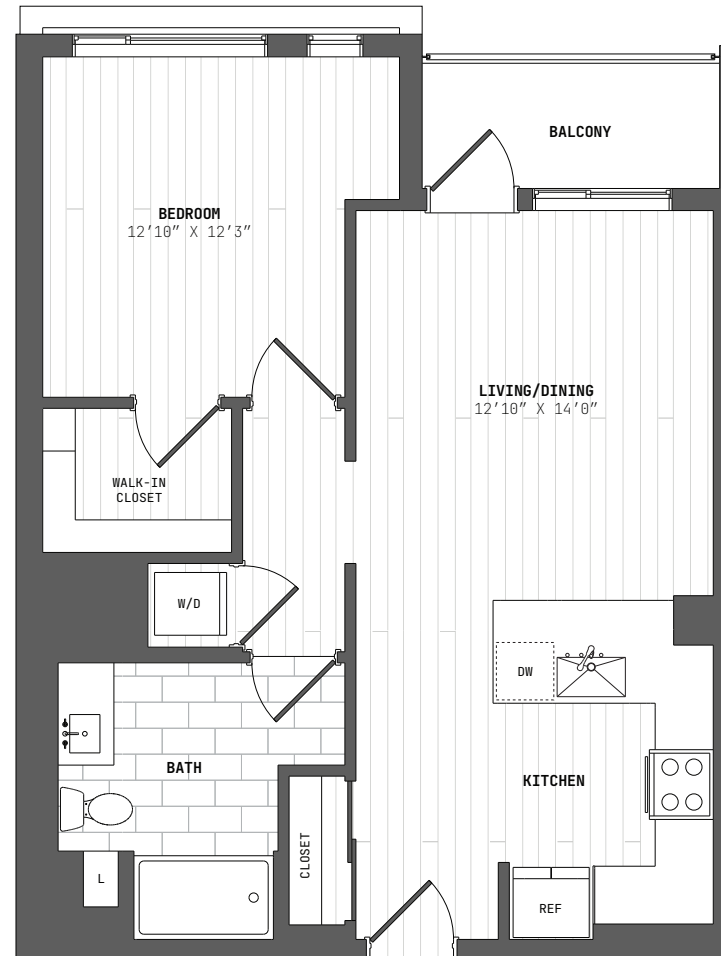 BALCONY
BEDROOM
12’10” X 12’3”
LIVING/DINING
12’10” X 14’0”
WALK-IN
CLOSET
W/D
DW
BATH
KITCHEN
CLOSET
L
REF